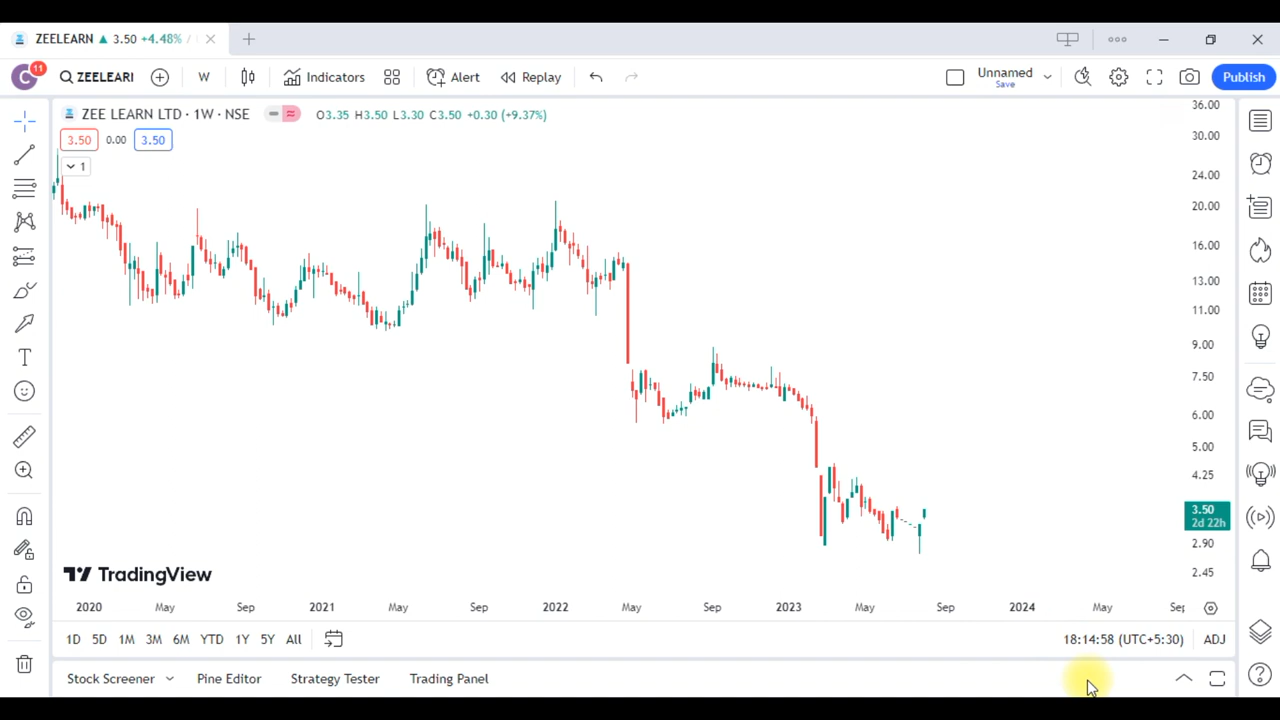 ZEELEARN ▲ 3.50 +4.48% /
C 11 ZEELEARI W Indicators Alert Replay Unnamed Save Publish
ZEE LEARN LTD · 1W · NSE O3.35 H3.50 L3.30 C3.50 +0.30 (+9.37%)
3.50 0.00 3.50
1
36.00
30.00
24.00
20.00
16.00
13.00
11.00
9.00
7.50
6.00
5.00
4.25
3.50
2d 22h
2.90
2.45
TradingView
2020 May Sep 2021 May Sep 2022 May Sep 2023 May Sep 2024 May Sep
1D 5D 1M 3M 6M YTD 1Y 5Y All 18:14:58 (UTC+5:30) ADJ
Stock Screener Pine Editor Strategy Tester Trading Panel